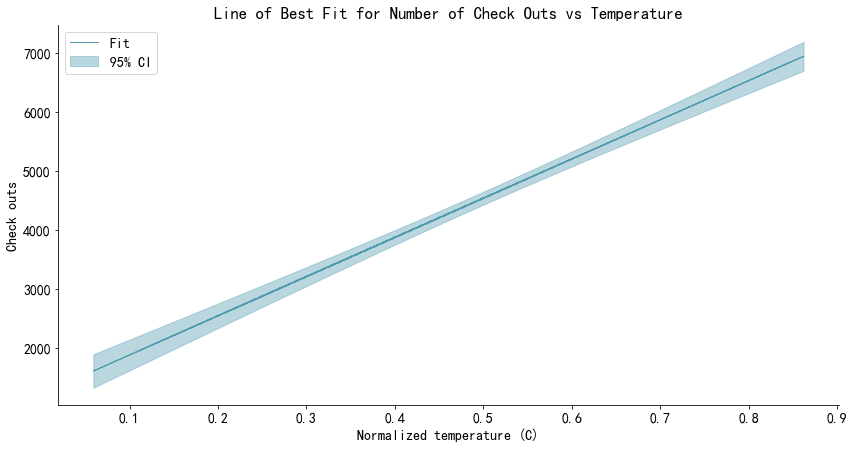 Line of Best Fit for Number of Check Outs vs Temperature
Fit
95% CI
7000
6000
5000
4000
3000
2000
Check outs
0.1 0.2 0.3 0.4 0.5 0.6 0.7 0.8 0.9
Normalized temperature (C)